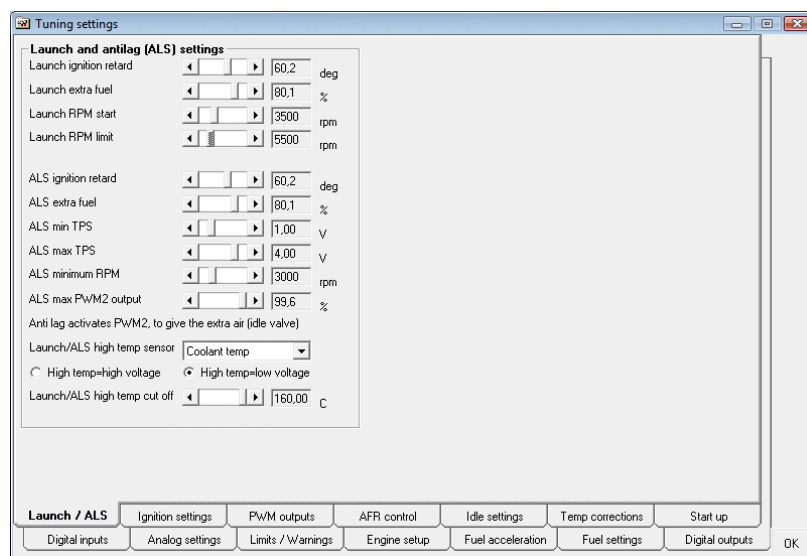 Tuning settings
Launch and antilag (ALS) settings
Launch ignition retard 60,2 deg
Launch extra fuel 80,1 %
Launch RPM start 3500 rpm
Launch RPM limit 5500 rpm
ALS ignition retard 60,2 deg
ALS extra fuel 80,1 %
ALS min TPS 1,00 V
ALS max TPS 4,00 V
ALS minimum RPM 3000 rpm
ALS max PWM2 output 99,6 %
Anti lag activates PWM2, to give the extra air (idle valve)
Launch/ALS high temp sensor Coolant temp
High temp=high voltage High temp=low voltage
Launch/ALS high temp cut off 160,00 C
Launch / ALS Ignition settings PWM outputs AFR control Idle settings Temp corrections Start up
Digital inputs Analog settings Limits / Warnings Engine setup Fuel acceleration Fuel settings Digital outputs OK